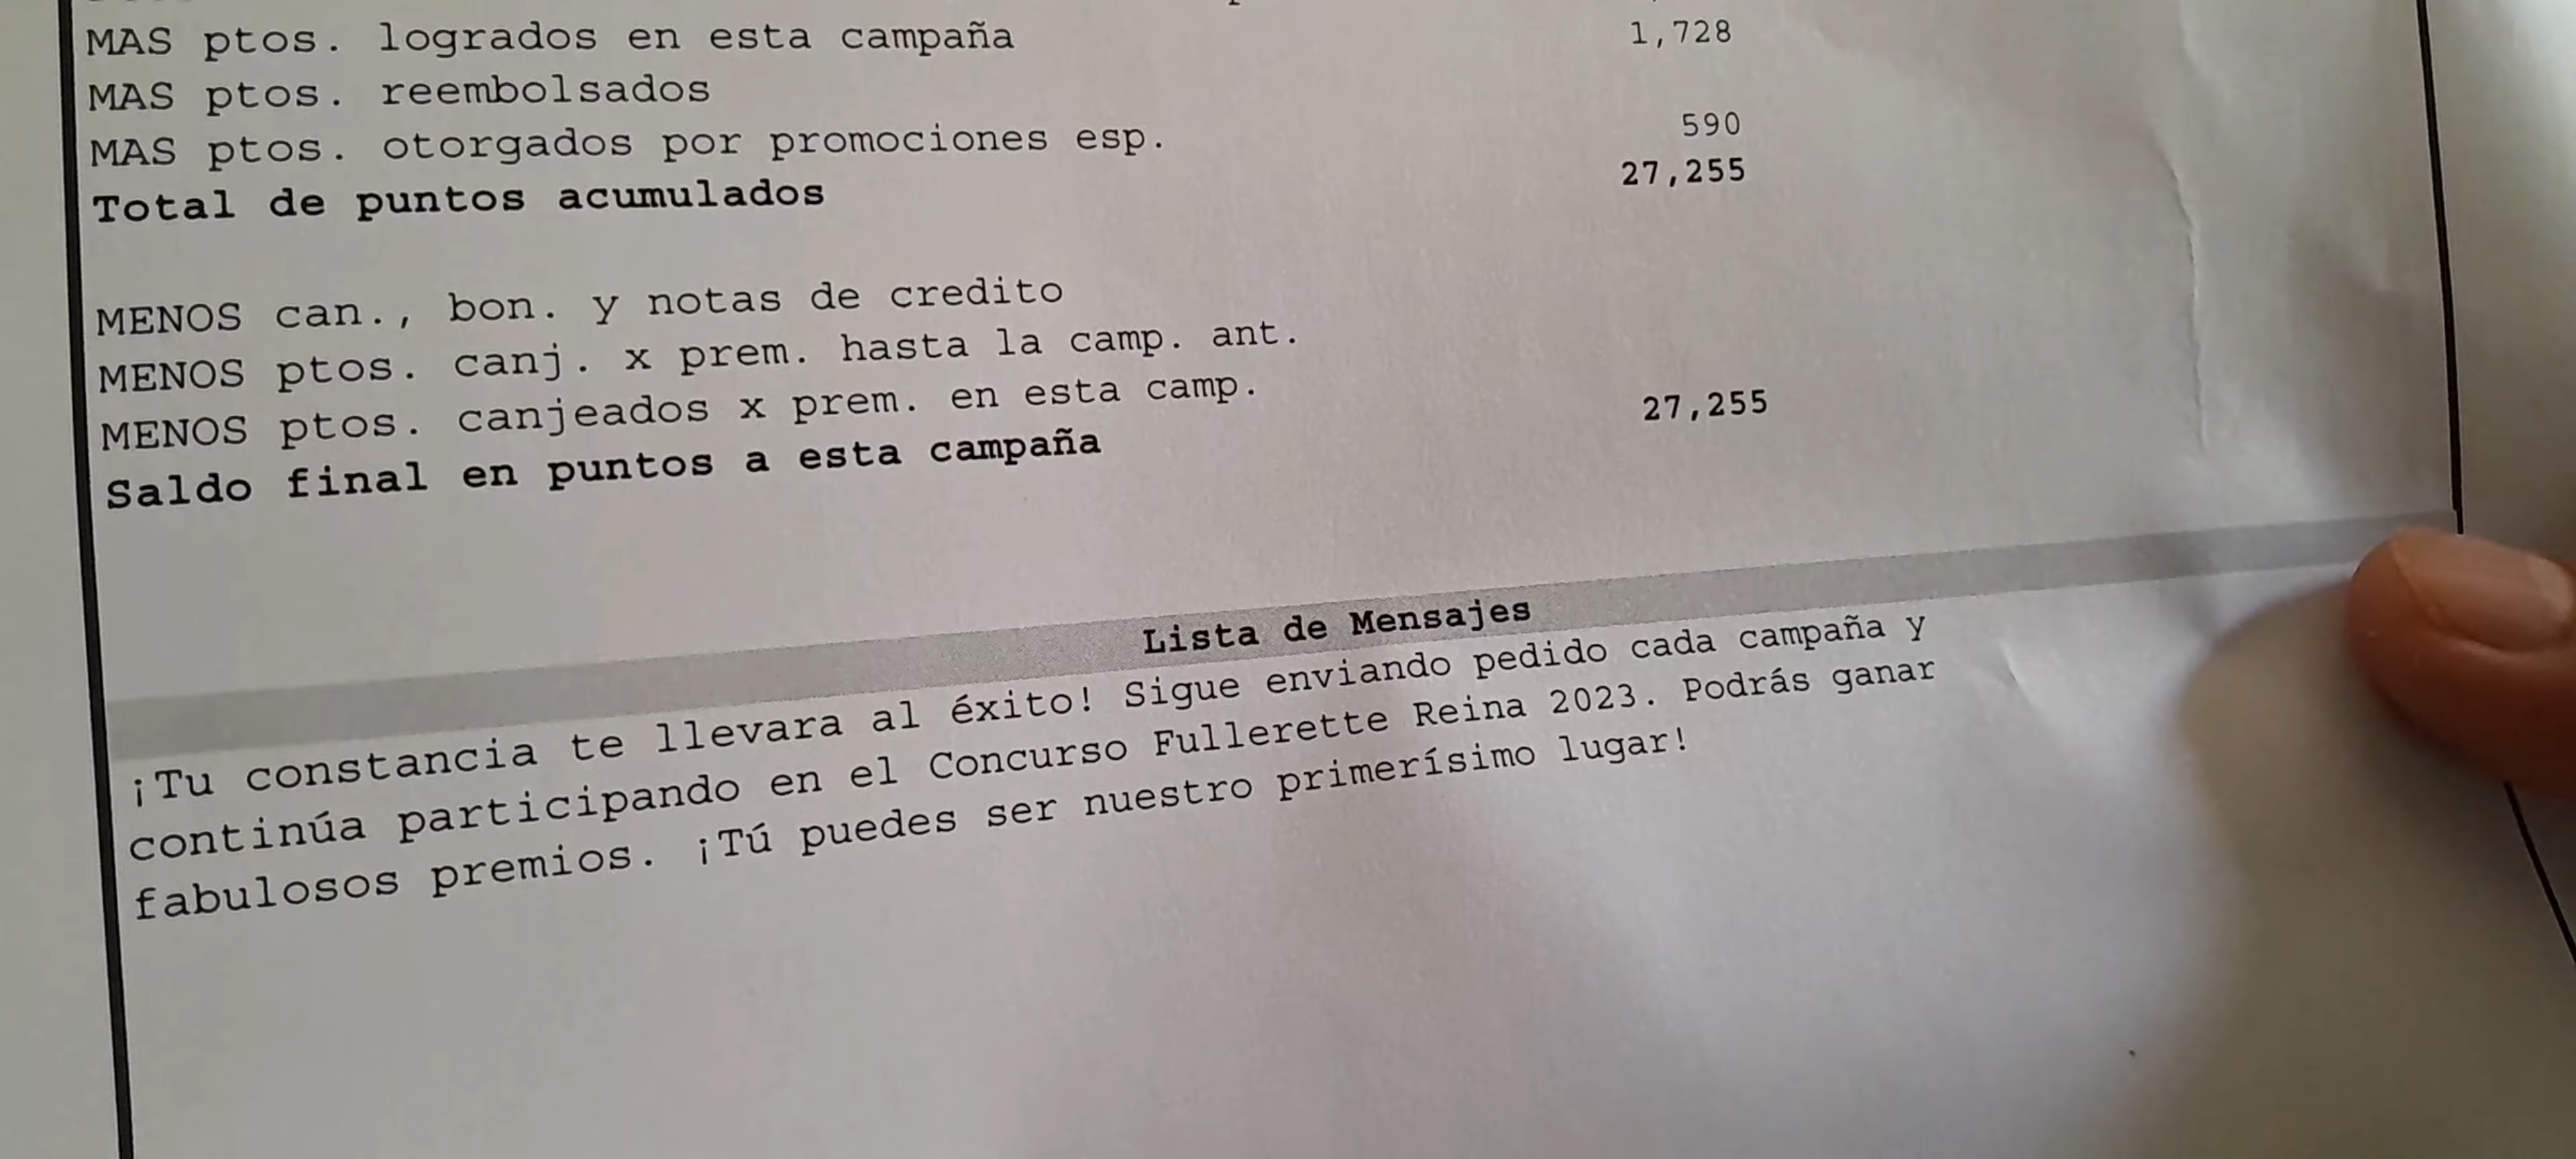 MAS ptos. logrados en esta campaña 1,728
MAS ptos. reembolsados
MAS ptos. otorgados por promociones esp. 590
Total de puntos acumulados 27,255
MENOS can., bon. y notas de credito
MENOS ptos. canj. x prem. hasta la camp. ant.
MENOS ptos. canjeados x prem. en esta camp.
Saldo final en puntos a esta campaña 27,255
Lista de Mensajes
¡Tu constancia te llevara al éxito! Sigue enviando pedido cada campaña y
continúa participando en el Concurso Fullerette Reina 2023. Podrás ganar
fabulosos premios. ¡Tú puedes ser nuestro primerísimo lugar!